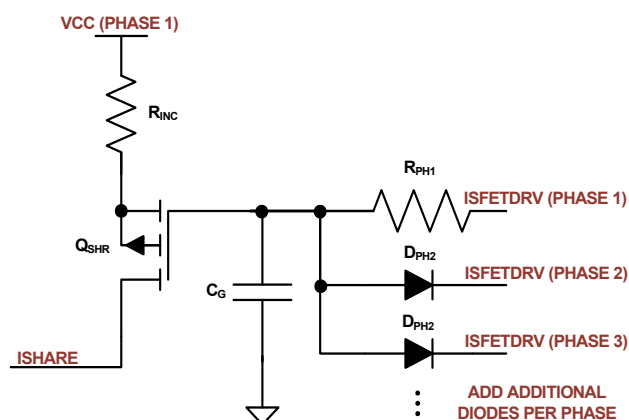 VCC (PHASE 1)
RINC
RPH1
ISFETDRV (PHASE 1)
QSHR
DPH2
ISFETDRV (PHASE 2)
CG
DPH2
ISFETDRV (PHASE 3)
ISHARE
ADD ADDITIONAL
DIODES PER PHASE